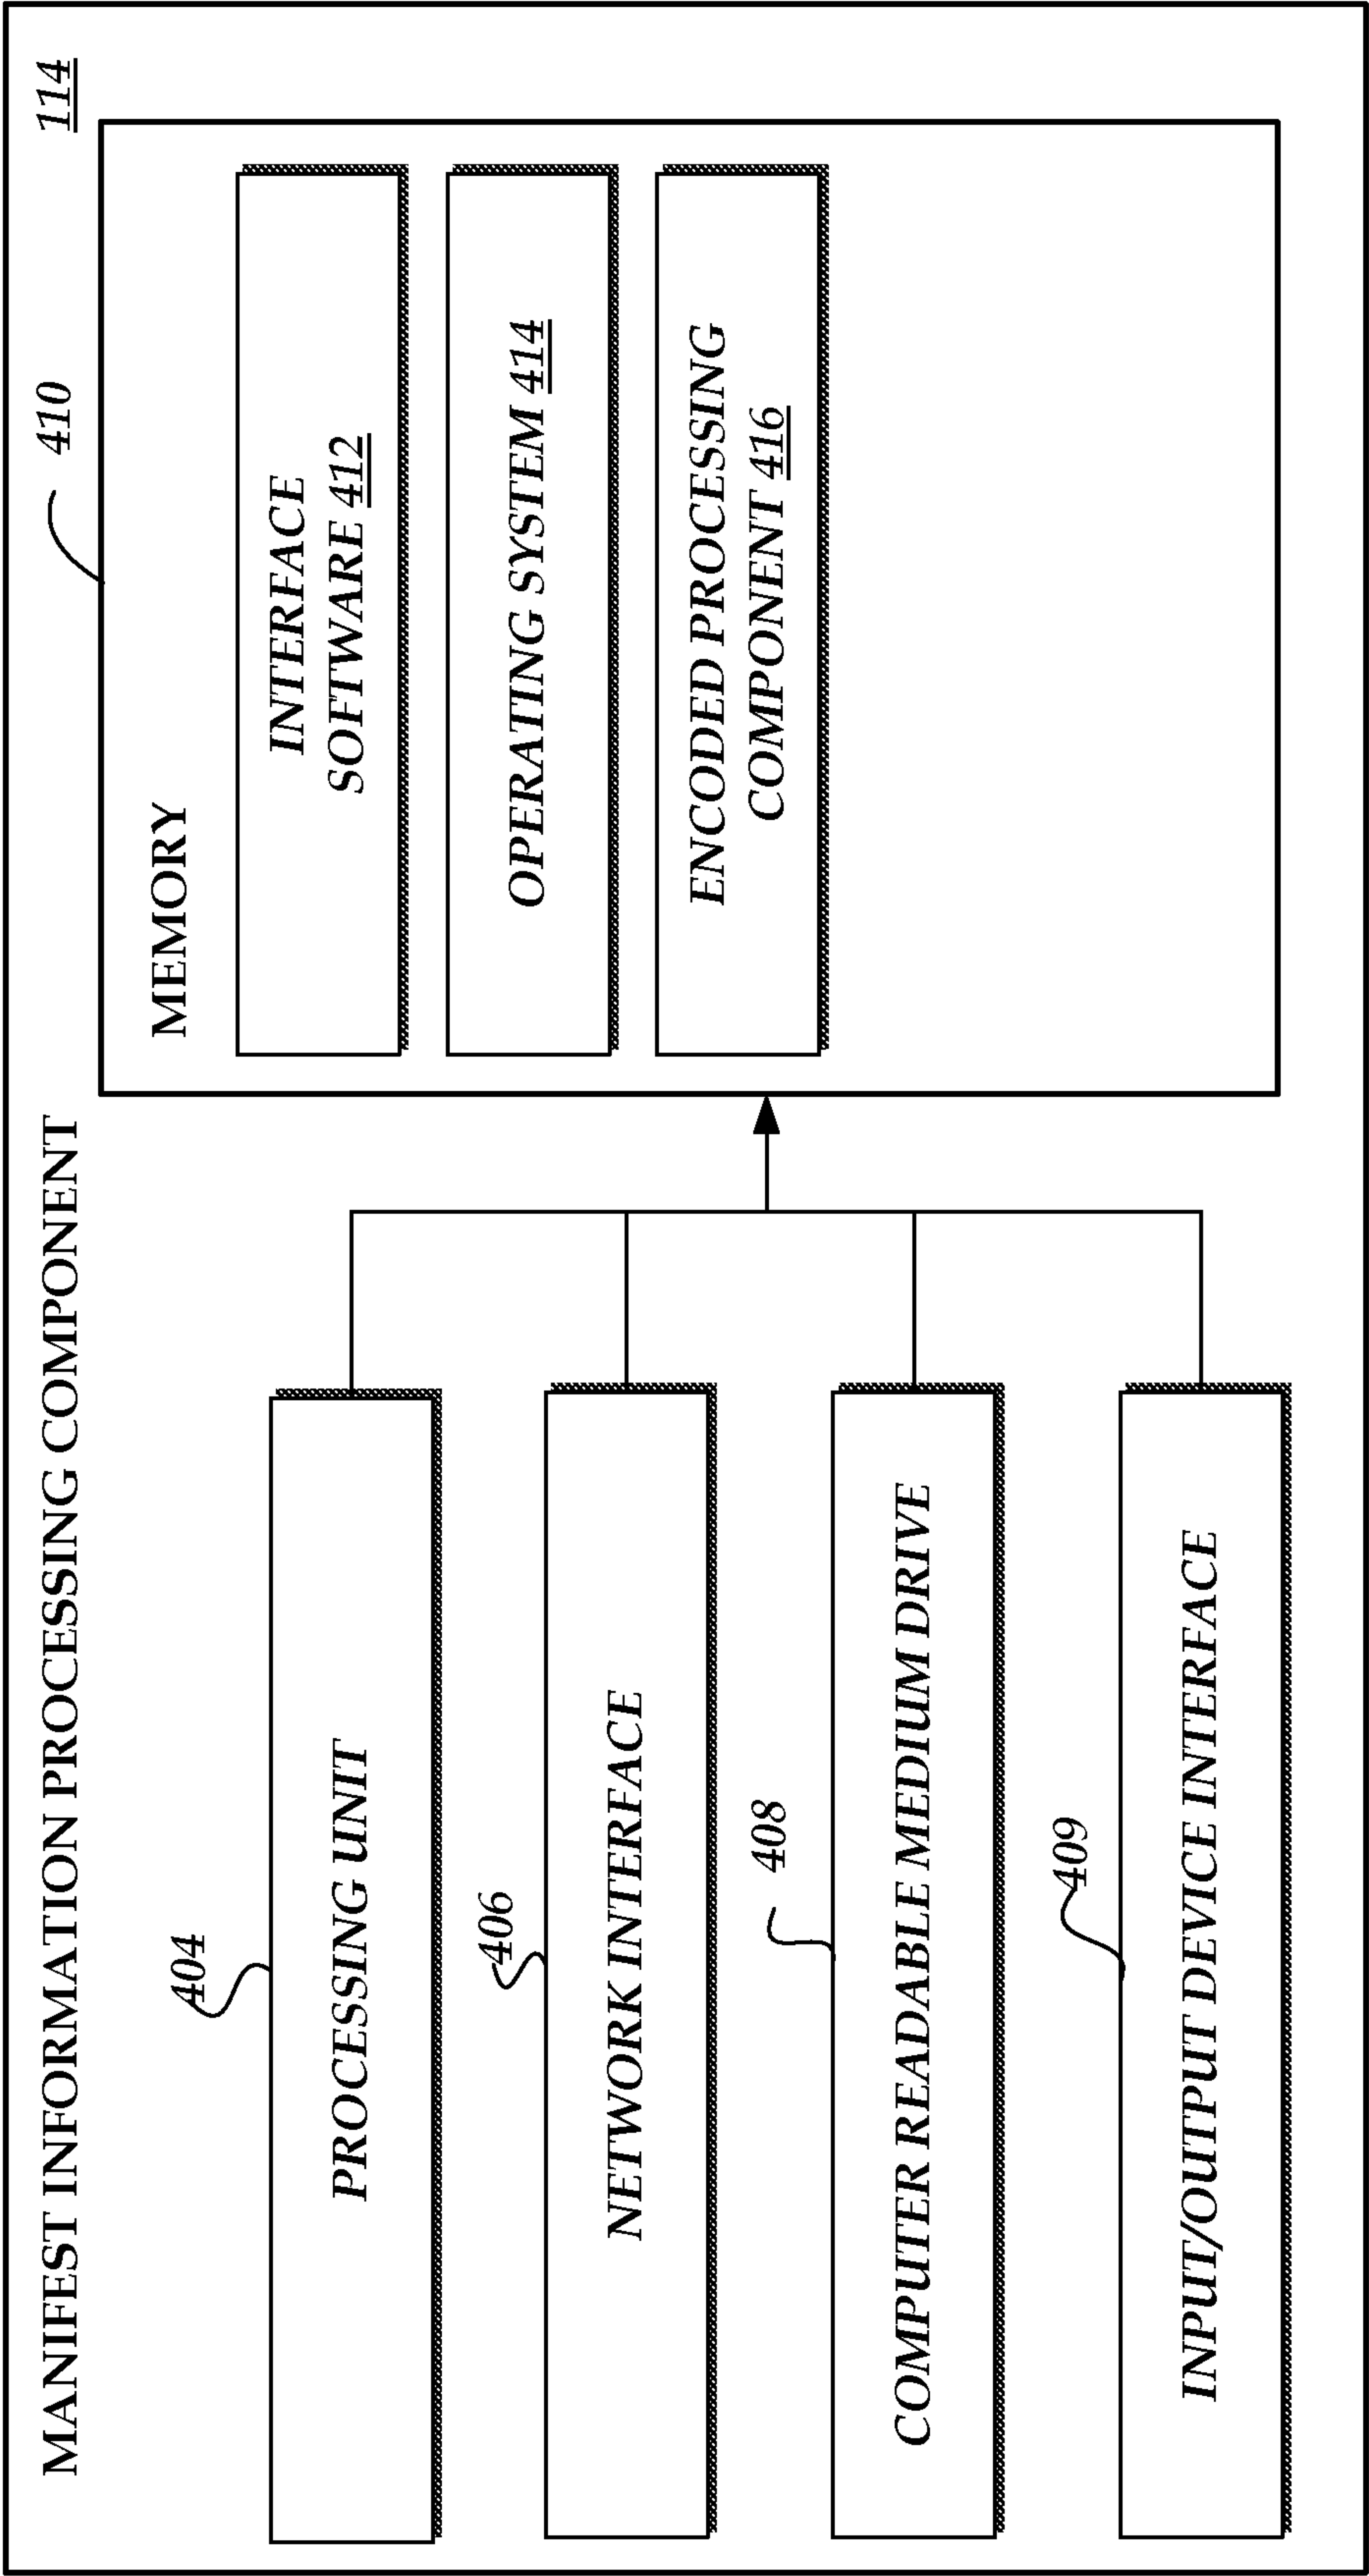 MANIFEST INFORMATION PROCESSING COMPONENT
114
404
PROCESSING UNIT
406
NETWORK INTERFACE
408
COMPUTER READABLE MEDIUM DRIVE
409
INPUT/OUTPUT DEVICE INTERFACE
410
MEMORY
INTERFACE
SOFTWARE 412
OPERATING SYSTEM 414
ENCODED PROCESSING
COMPONENT 416